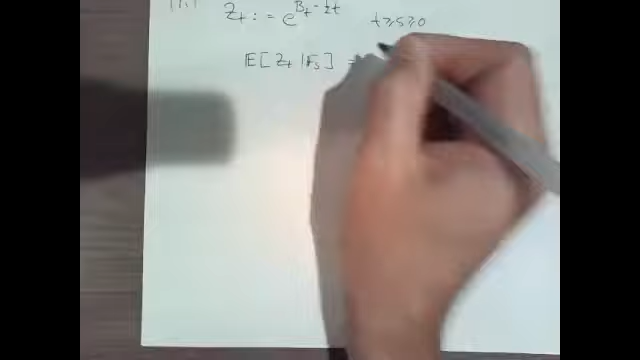 Z_t := e^{B_t - ½t} t ≥ s ≥ 0
E[Z_t | F_s] =